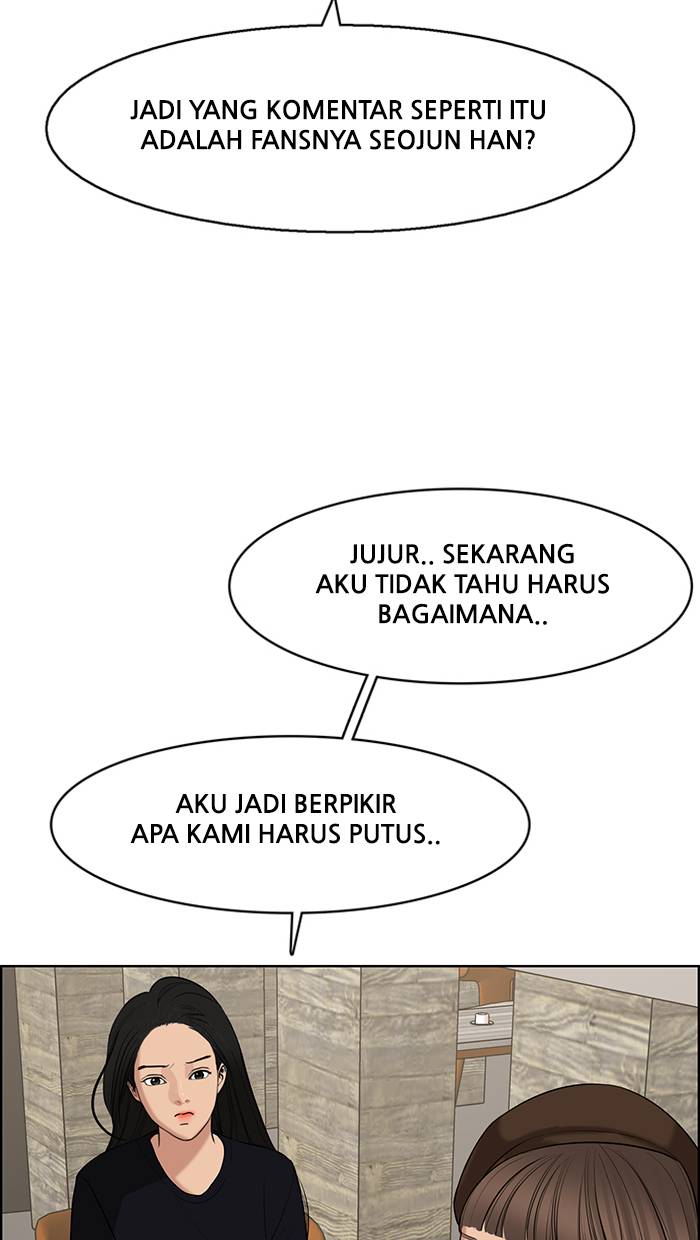 JADI YANG KOMENTAR SEPERTI ITU
ADALAH FANSNYA SEOJUN HAN?
JUJUR.. SEKARANG
AKU TIDAK TAHU HARUS
BAGAIMANA..
AKU JADI BERPIKIR
APA KAMI HARUS PUTUS..